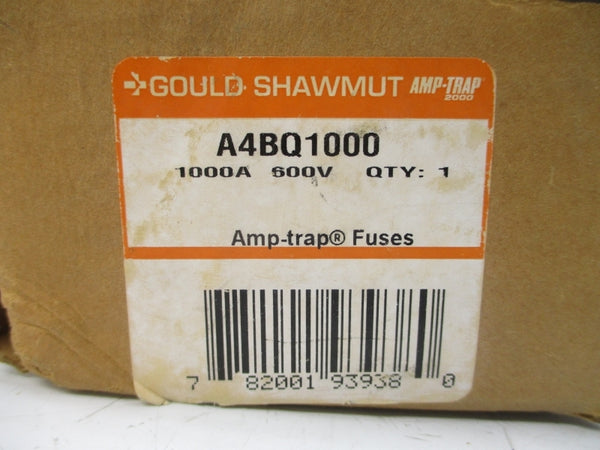 GOULD SHAWMUT AMP-TRAP® 2000
A4BQ1000
1000A 600V QTY: 1
Amp-trap® Fuses
7 82001 93938 0